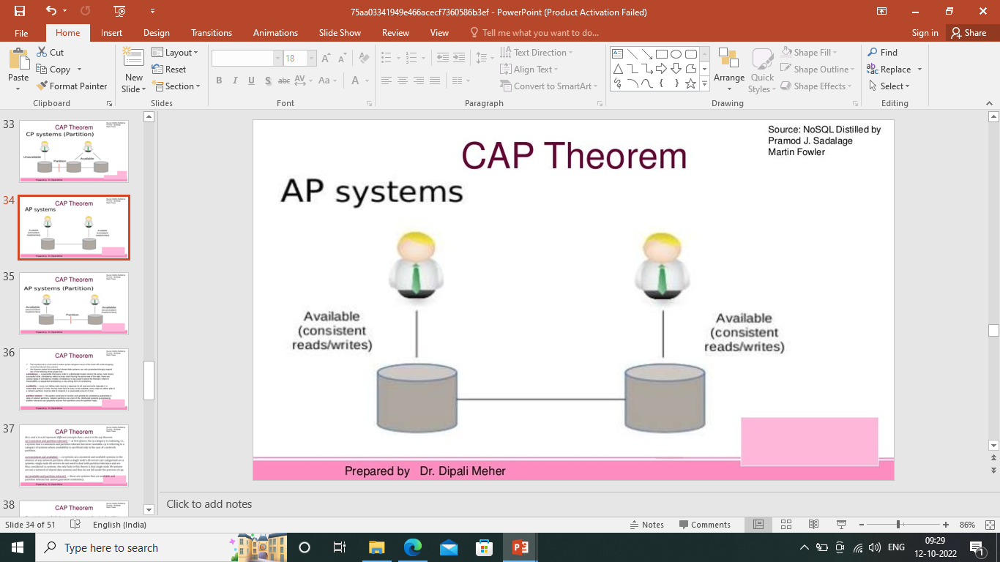 75aa03341949e466acecf7360586b3ef - PowerPoint (Product Activation Failed)
File Home Insert Design Transitions Animations Slide Show Review View Tell me what you want to do... Sign in Share
Cut
Copy
Format Painter
Paste
Clipboard
New
Slide
Layout
Reset
Section
Slides
18
B I U S abc AV Aa A
Font
Text Direction
Align Text
Convert to SmartArt
Paragraph
Arrange
Quick
Styles
Shape Fill
Shape Outline
Shape Effects
Drawing
Find
Replace
Select
Editing
33
CAP Theorem
CP systems (Partition)
Unavailable
Partition
Available
34
CAP Theorem
AP systems
35
CAP Theorem
AP systems (Partition)
Available
Available
Partition
36
CAP Theorem
37
CAP Theorem
38
CAP Theorem
Source: NoSQL Distilled by
Pramod J. Sadalage
Martin Fowler
CAP Theorem
AP systems
Available
(consistent
reads/writes)
Available
(consistent
reads/writes)
Prepared by Dr. Dipali Meher
Click to add notes
Slide 34 of 51 English (India) Notes Comments 86%
Type here to search
ENG
09:29
12-10-2022
1